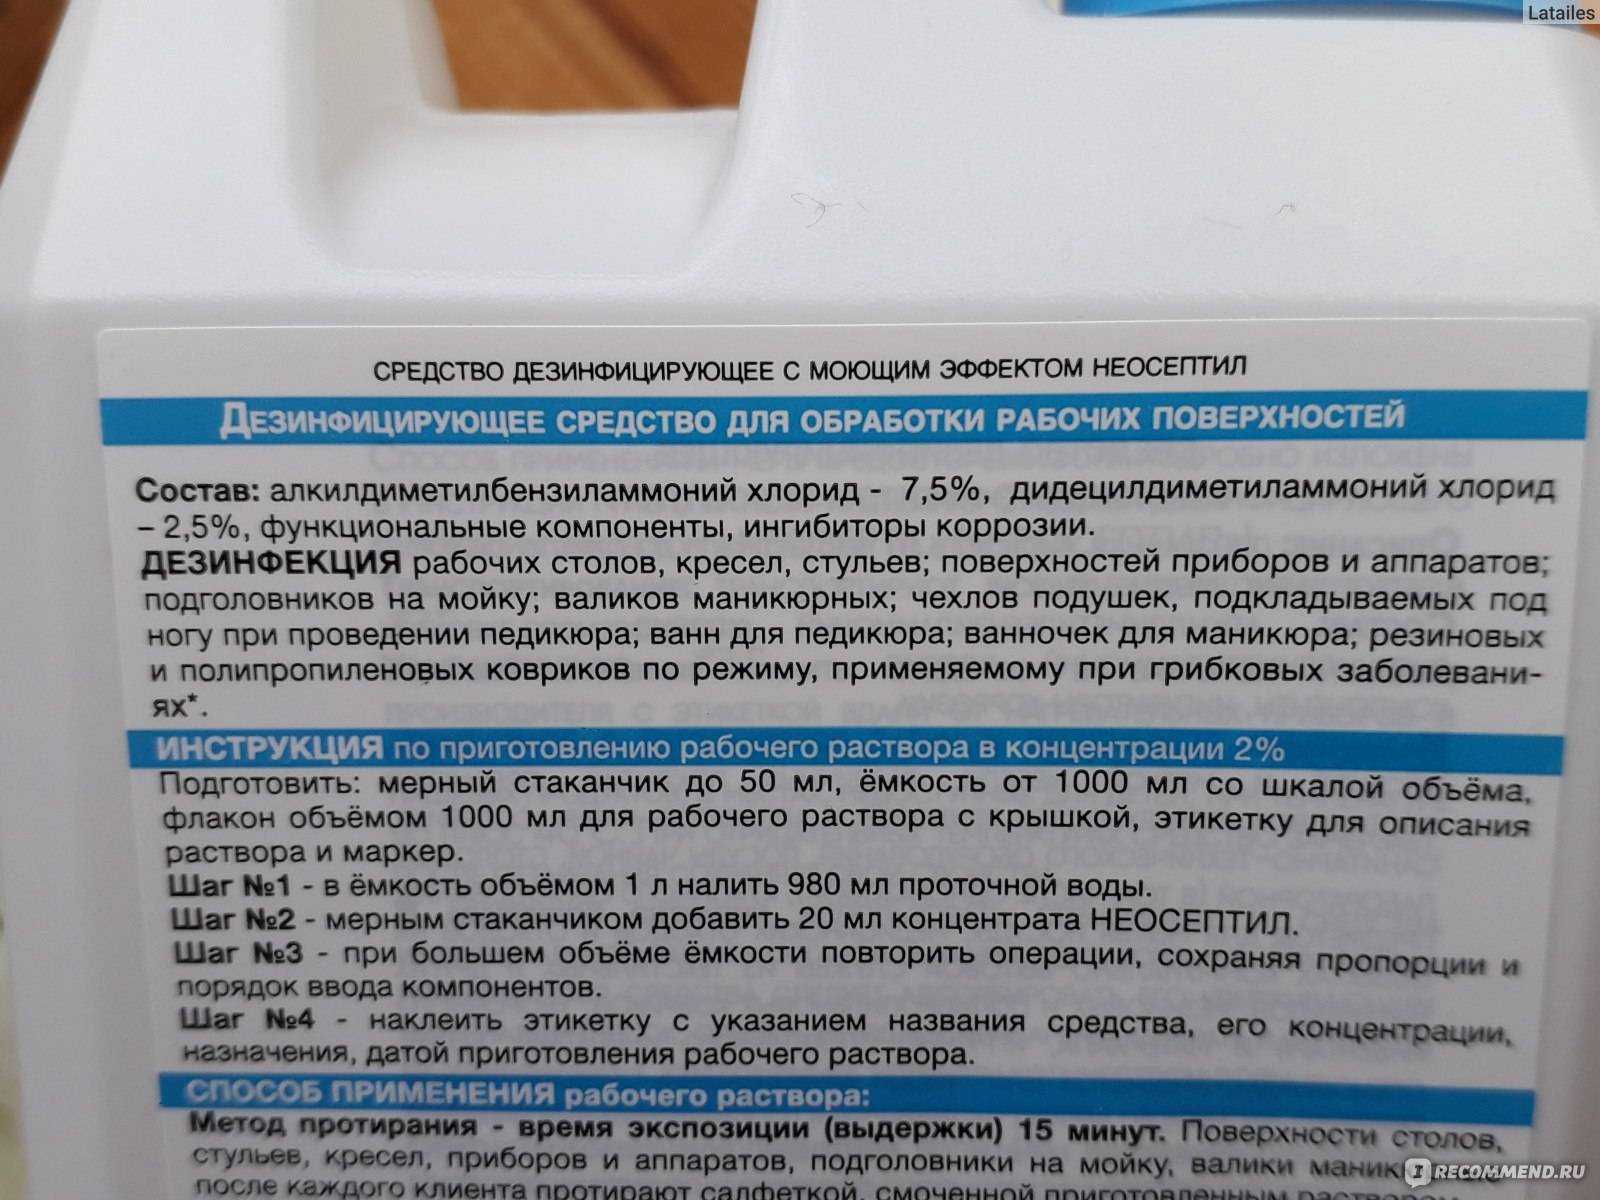 Latailes
СРЕДСТВО ДЕЗИНФИЦИРУЮЩЕЕ С МОЮЩИМ ЭФФЕКТОМ НЕОСЕПТИЛ
ДЕЗИНФИЦИРУЮЩЕЕ СРЕДСТВО ДЛЯ ОБРАБОТКИ РАБОЧИХ ПОВЕРХНОСТЕЙ
Состав: алкилдиметилбензиламмоний хлорид - 7,5%, дидецилдиметиламмоний хлорид
– 2,5%, функциональные компоненты, ингибиторы коррозии.
ДЕЗИНФЕКЦИЯ рабочих столов, кресел, стульев; поверхностей приборов и аппаратов;
подголовников на мойку; валиков маникюрных; чехлов подушек, подкладываемых под
ногу при проведении педикюра; ванн для педикюра; ванночек для маникюра; резиновых
и полипропиленовых ковриков по режиму, применяемому при грибковых заболевани-
ях*.
ИНСТРУКЦИЯ по приготовлению рабочего раствора в концентрации 2%
Подготовить: мерный стаканчик до 50 мл, ёмкость от 1000 мл со шкалой объёма,
флакон объёмом 1000 мл для рабочего раствора с крышкой, этикетку для описания
раствора и маркер.
Шаг №1 - в ёмкость объёмом 1 л налить 980 мл проточной воды.
Шаг №2 - мерным стаканчиком добавить 20 мл концентрата НЕОСЕПТИЛ.
Шаг №3 - при большем объёме ёмкости повторить операции, сохраняя пропорции и
порядок ввода компонентов.
Шаг №4 - наклеить этикетку с указанием названия средства, его концентрации,
назначения, датой приготовления рабочего раствора.
СПОСОБ ПРИМЕНЕНИЯ рабочего раствора:
Метод протирания - время экспозиции (выдержки) 15 минут. Поверхности столов,
стульев, кресел, приборов и аппаратов, подголовники на мойку, валики
после каждого клиента протирают салфеткой, смоченной приготовленным раствором
IRECOMMEND.RU